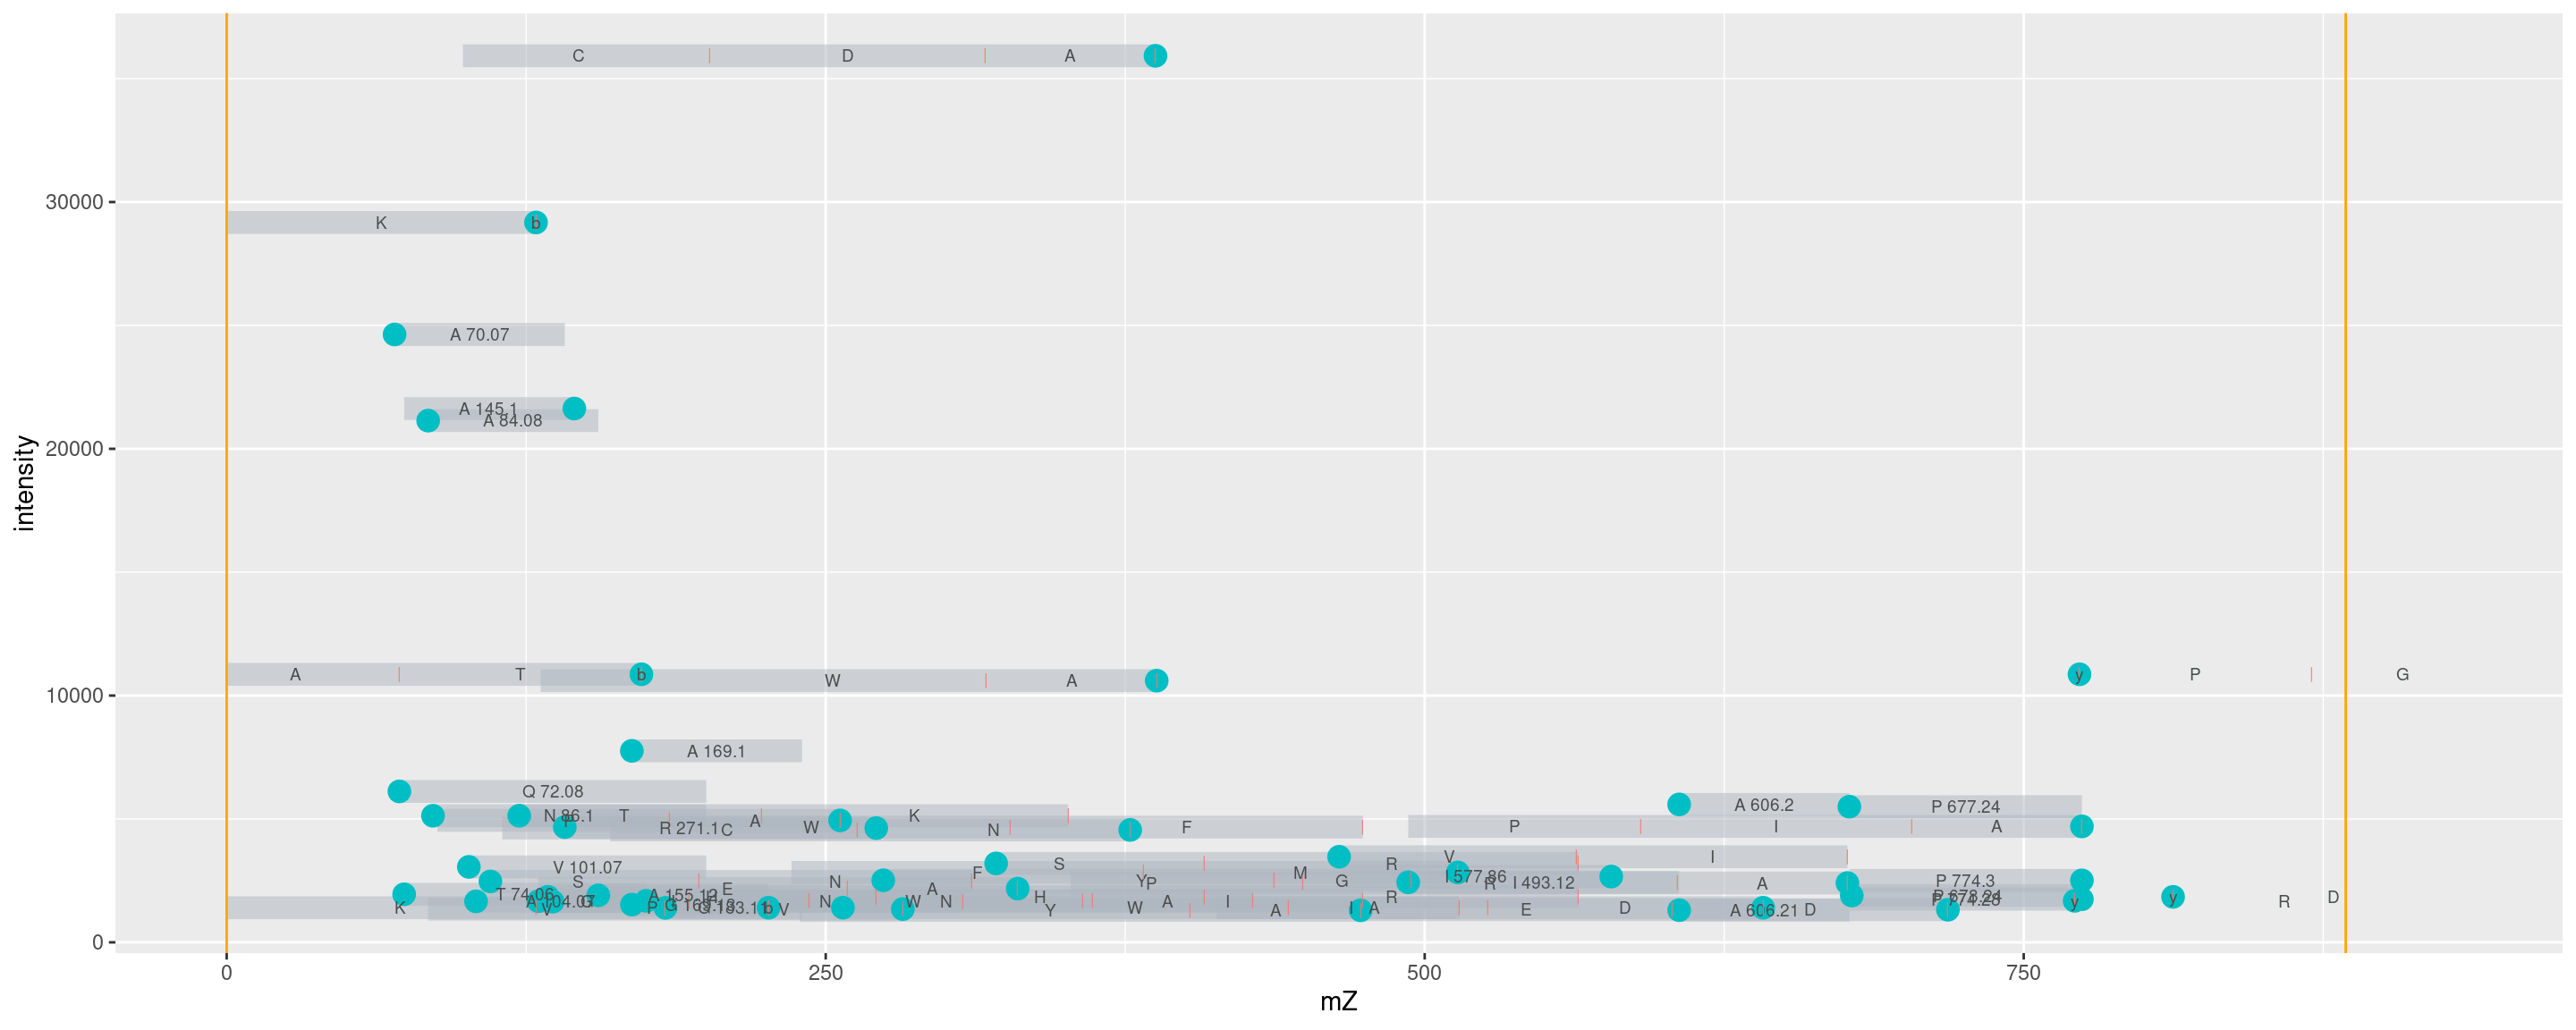 C D A
30000
K b
A 70.07
A 145.1
A 84.08
20000
intensity
A T b W A y P G
10000
A 169.1
Q 72.08
A 606.2 P 677.24
N 86.1 T A W K
R 271.1 C N F P I A
V 101.07 S V R I
F M
S E N A Y P G I 577.86 R I 493.12 A P 774.3
T 74.06 A 155.12 H R
K A 104.07 G N W N Y W A I A I A E D A 606.21 D y y R D
V P G 183.11 b V
0
0 250 500 750
mZ